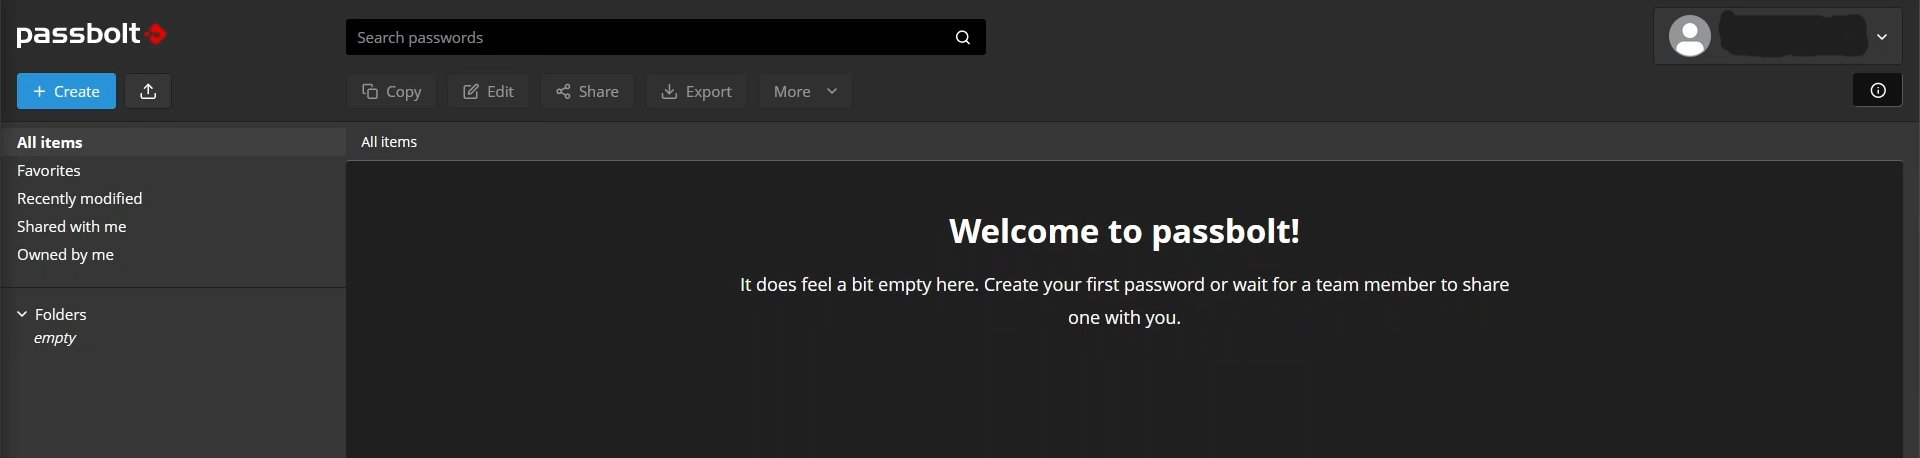 passbolt
Search passwords
Create
Copy
Edit
Share
Export
More
All items
Favorites
Recently modified
Shared with me
Owned by me
Folders
empty
All items
Welcome to passbolt!
It does feel a bit empty here. Create your first password or wait for a team member to share
one with you.